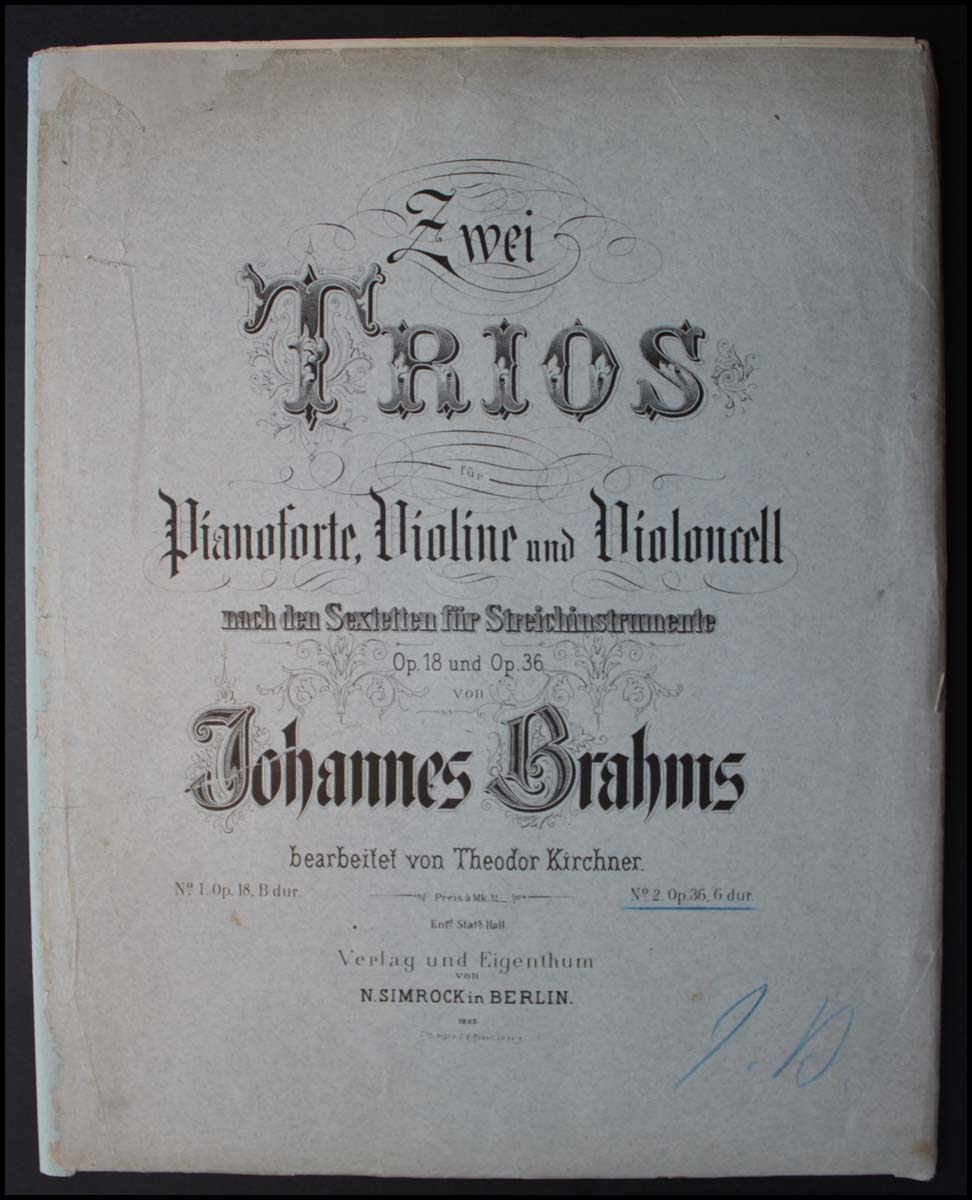 Zwei
TRIOS
für
Pianoforte, Violine und Violoncell
nach den Sextetten für Streichinstrumente
Op. 18 und Op. 36
von
Johannes Brahms
bearbeitet von Theodor Kirchner.
No 1. Op. 18, B dur.
Preis à Mk. 12
No 2. Op. 36, G dur.
Entd. Stats. Hall
Verlag und Eigenthum
von
N. SIMROCK in BERLIN.
1883.